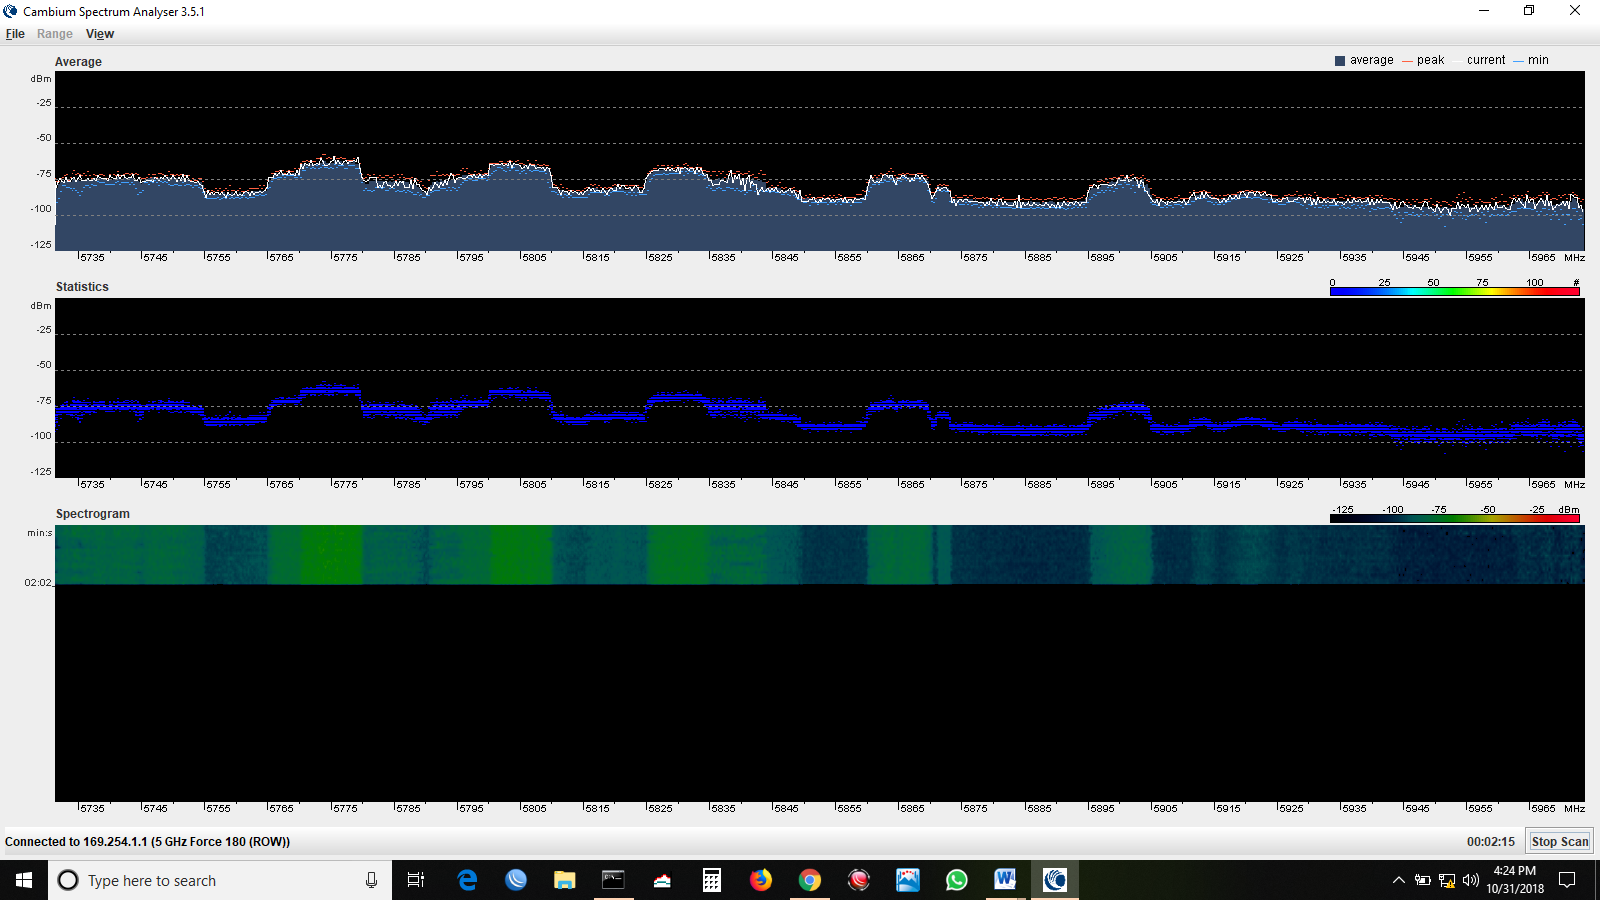 Cambium Spectrum Analyser 3.5.1
File Range View
Average
average peak current min
dBm
-25
-50
-75
-100
-125
5735 5745 5755 5765 5775 5785 5795 5805 5815 5825 5835 5845 5855 5865 5875 5885 5895 5905 5915 5925 5935 5945 5955 5965 MHz
Statistics
0 25 50 75 100 #
dBm
-25
-50
-75
-100
-125
5735 5745 5755 5765 5775 5785 5795 5805 5815 5825 5835 5845 5855 5865 5875 5885 5895 5905 5915 5925 5935 5945 5955 5965 MHz
Spectrogram
-125 -100 -75 -50 -25 dBm
min:s
02:02
5735 5745 5755 5765 5775 5785 5795 5805 5815 5825 5835 5845 5855 5865 5875 5885 5895 5905 5915 5925 5935 5945 5955 5965 MHz
Connected to 169.254.1.1 (5 GHz Force 180 (ROW))
00:02:15 Stop Scan
Type here to search
4:24 PM
10/31/2018